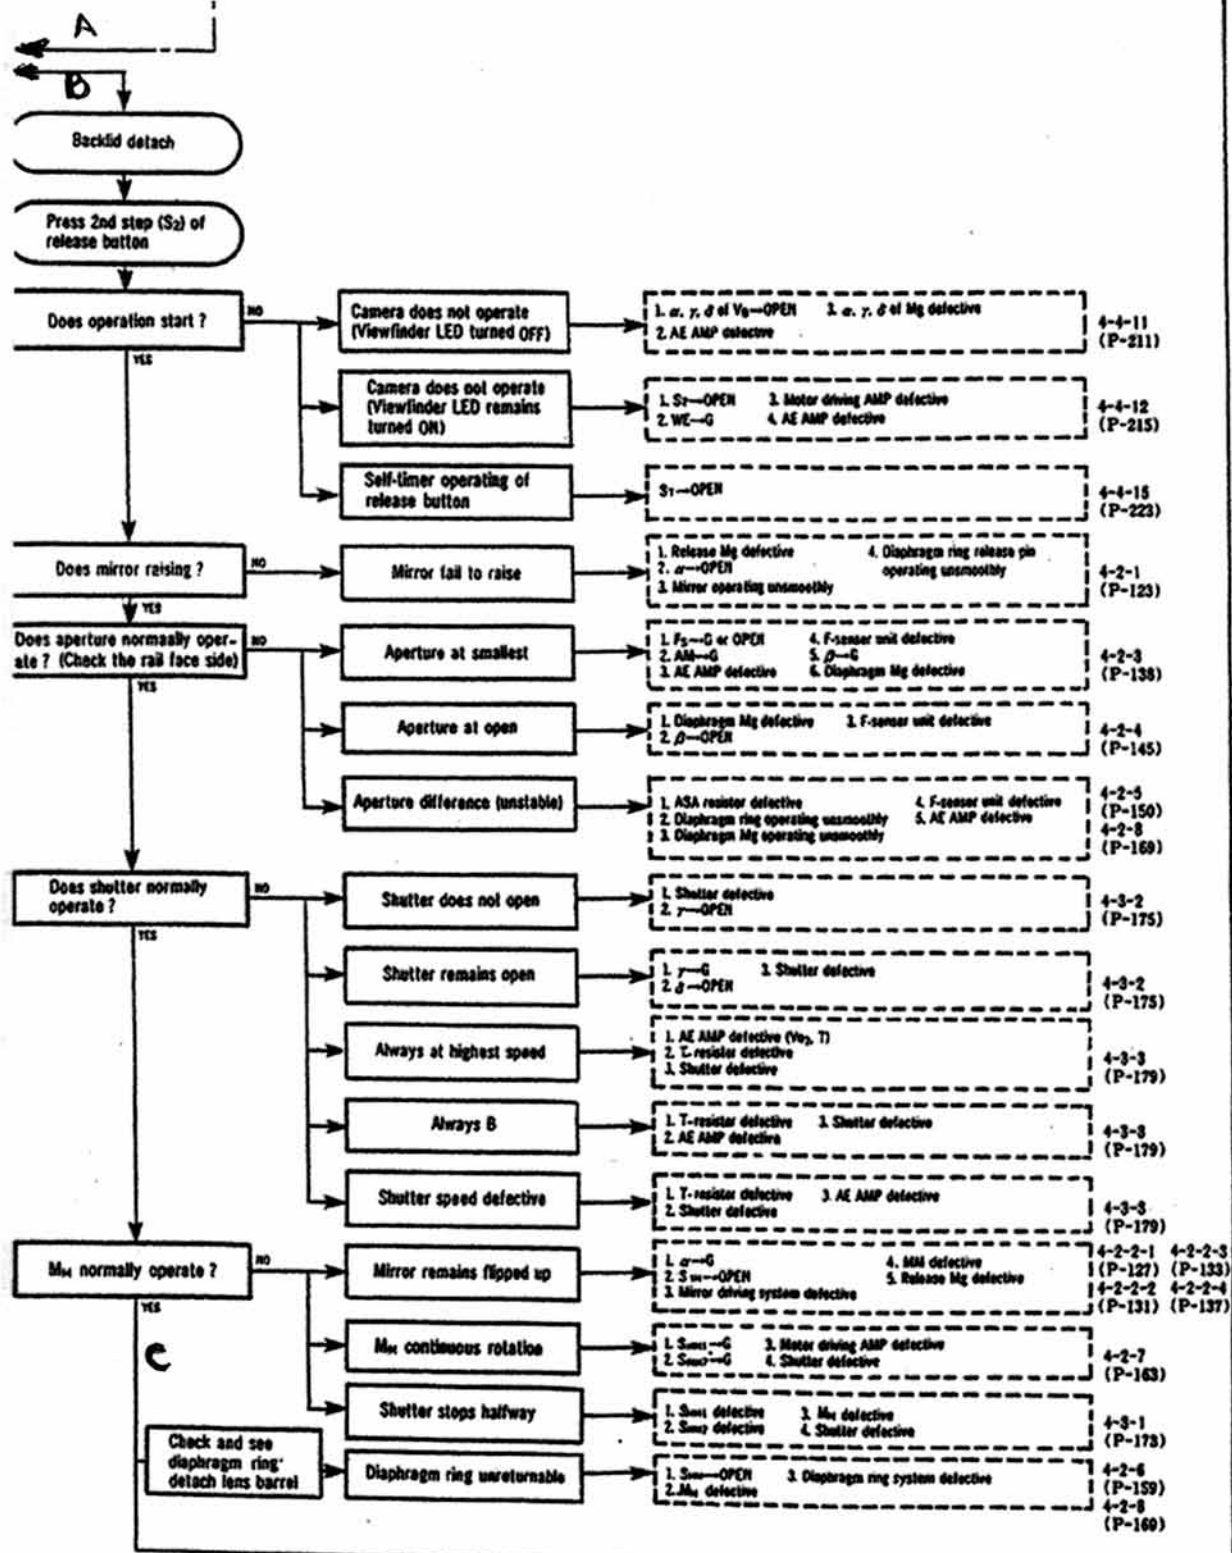 A
B
Backlid detach
Press 2nd step (S₂) of
release button
Does operation start ?
NO
YES
Camera does not operate
(Viewfinder LED turned OFF)
1. α, γ, δ of V₈→OPEN 3. α, γ, δ of Mg defective
2. AE AMP defective
4-4-11
(P-211)
Camera does not operate
(Viewfinder LED remains
turned ON)
1. S₂→OPEN 3. Motor driving AMP defective
2. WE→G 4. AE AMP defective
4-4-12
(P-215)
Self-timer operating of
release button
→OPEN
4-4-15
(P-223)
Does mirror raising ?
NO
YES
Mirror fail to raise
1. Release Mg defective 4. Diaphragm ring release pin
2. α→OPEN operating unsmoothly
3. Mirror operating unsmoothly
4-2-1
(P-123)
Does aperture normally oper-
ate ? (Check the rail face side)
NO
YES
Aperture at smallest
1. Fs→G or OPEN 4. F-sensor unit defective
2. AM→G 5. β→G
3. AE AMP defective 6. Diaphragm Mg defective
4-2-3
(P-138)
Aperture at open
1. Diaphragm Mg defective 3. F-sensor unit defective
2. β→OPEN
4-2-4
(P-145)
Aperture difference (unstable)
1. ASA resistor defective 4. F-sensor unit defective
2. Diaphragm ring operating unsmoothly 5. AE AMP defective
3. Diaphragm Mg operating unsmoothly
4-2-5
(P-150)
4-2-8
(P-169)
Does shutter normally
operate ?
NO
YES
Shutter does not open
1. Shutter defective
2. γ→OPEN
4-3-2
(P-175)
Shutter remains open
1. γ→G 3. Shutter defective
2. δ→OPEN
4-3-2
(P-175)
Always at highest speed
1. AE AMP defective (Vo₂, T)
2. T-resistor defective
3. Shutter defective
4-3-3
(P-179)
Always B
1. T-resistor defective 3. Shutter defective
2. AE AMP defective
4-3-3
(P-179)
Shutter speed defective
1. T-resistor defective 3. AE AMP defective
2. Shutter defective
4-3-3
(P-179)
Mм normally operate ?
NO
YES
C
Mirror remains flipped up
1. α→G 4. MM defective
2. →OPEN 5. Release Mg defective
3. Mirror driving system defective
4-2-2-1 4-2-2-3
(P-127) (P-133)
4-2-2-2 4-2-2-4
(P-131) (P-137)
Mм continuous rotation
1. →G 3. Motor driving AMP defective
2. →G 4. Shutter defective
4-2-7
(P-163)
Shutter stops halfway
1. defective 3. Mм defective
2. defective 4. Shutter defective
4-3-1
(P-173)
Check and see
diaphragm ring·
detach lens barrel
Diaphragm ring unreturnable
1. →OPEN 3. Diaphragm ring system defective
2. Mм defective
4-2-6
(P-159)
4-2-8
(P-169)